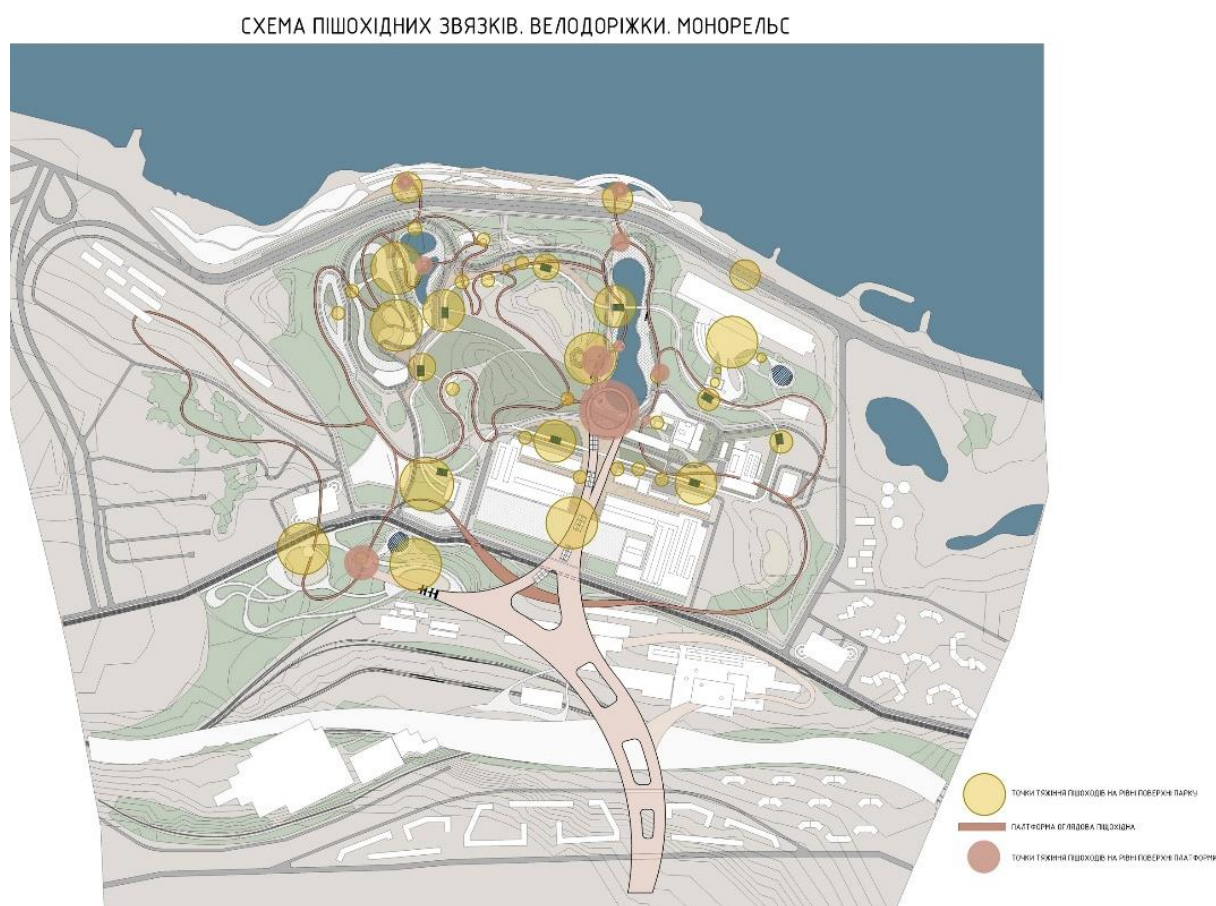 СХЕМА ПІШОХІДНИХ ЗВЯЗКІВ. ВЕЛОДОРІЖКИ. МОНОРЕЛЬС
ТОЧКИ ТЯЖІННЯ ПІШОХОДІВ НА РІВНІ ПОВЕРХНІ ПАРКУ
ПАЛТФОРМА ОГЛЯДОВА ПІШОХІДНА
ТОЧКИ ТЯЖІННЯ ПІШОХОДІВ НА РІВНІ ПОВЕРХНІ ПЛАТФОРМИ